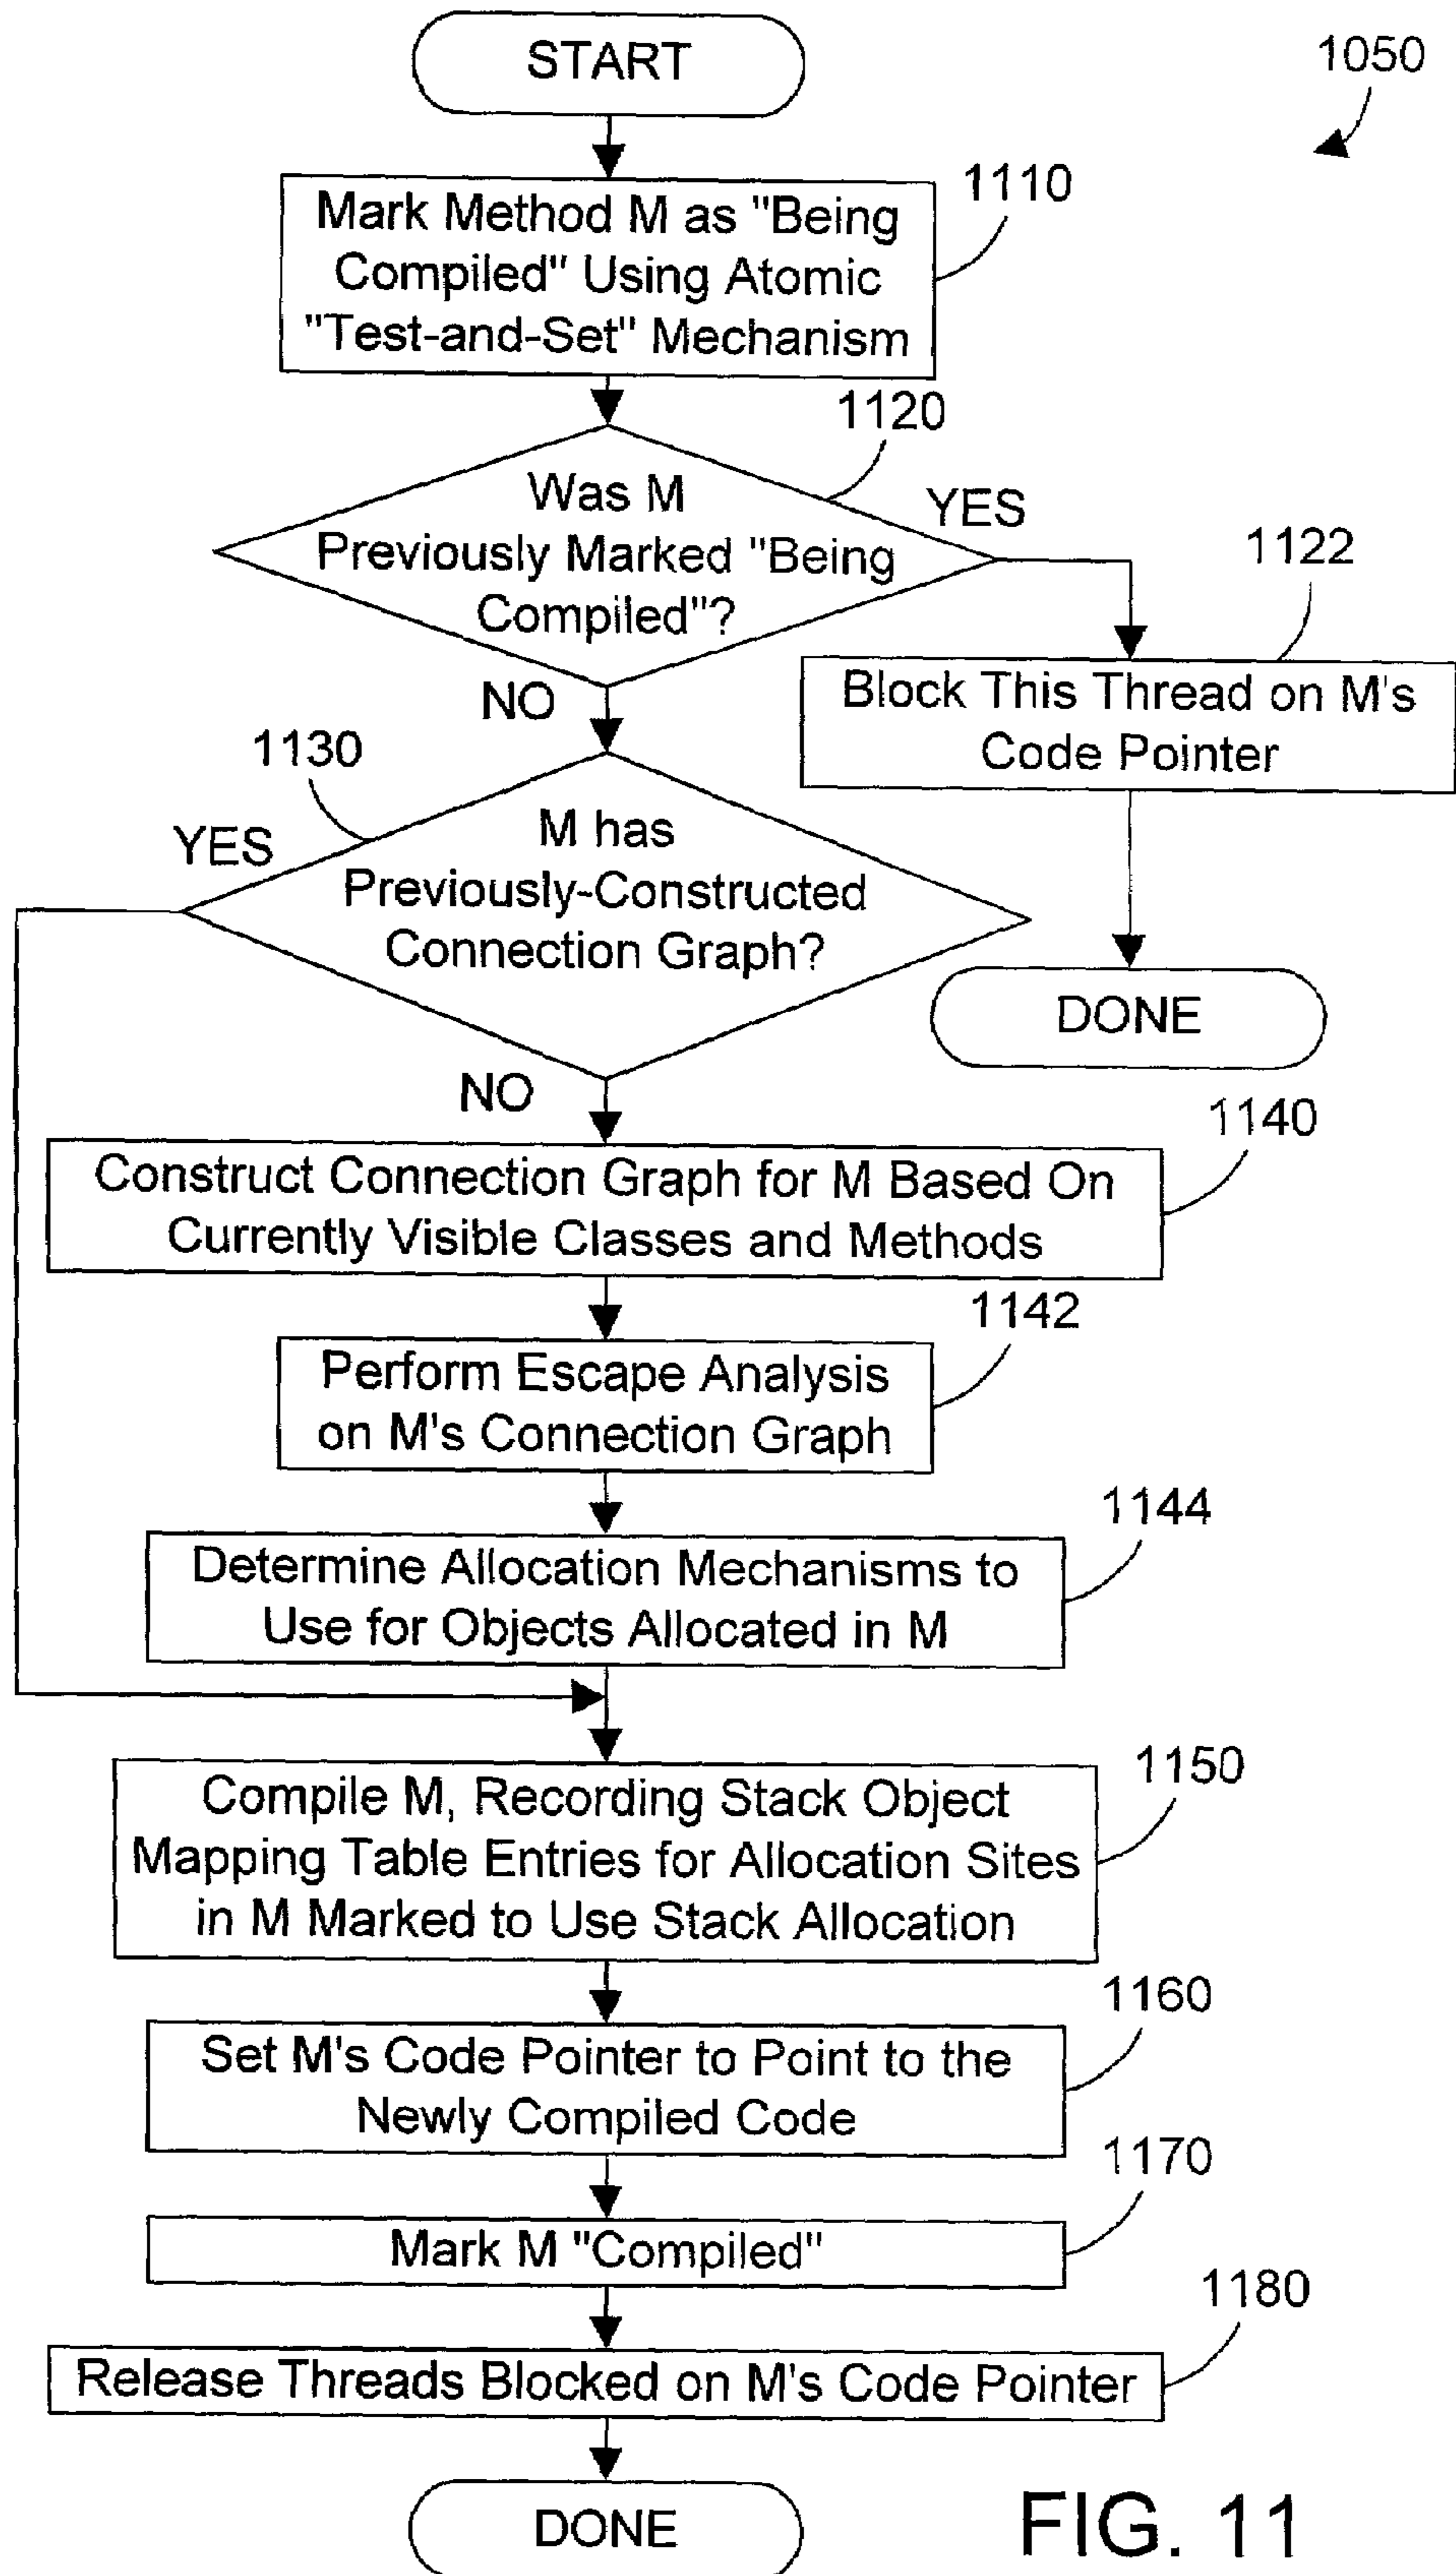 START
1050
1110
Mark Method M as "Being
Compiled" Using Atomic
"Test-and-Set" Mechanism
1120
Was M
Previously Marked "Being
Compiled"?
YES
1122
Block This Thread on M's
Code Pointer
NO
1130
YES
M has
Previously-Constructed
Connection Graph?
DONE
NO
1140
Construct Connection Graph for M Based On
Currently Visible Classes and Methods
1142
Perform Escape Analysis
on M's Connection Graph
1144
Determine Allocation Mechanisms to
Use for Objects Allocated in M
1150
Compile M, Recording Stack Object
Mapping Table Entries for Allocation Sites
in M Marked to Use Stack Allocation
1160
Set M's Code Pointer to Point to the
Newly Compiled Code
1170
Mark M "Compiled"
1180
Release Threads Blocked on M's Code Pointer
DONE
FIG. 11